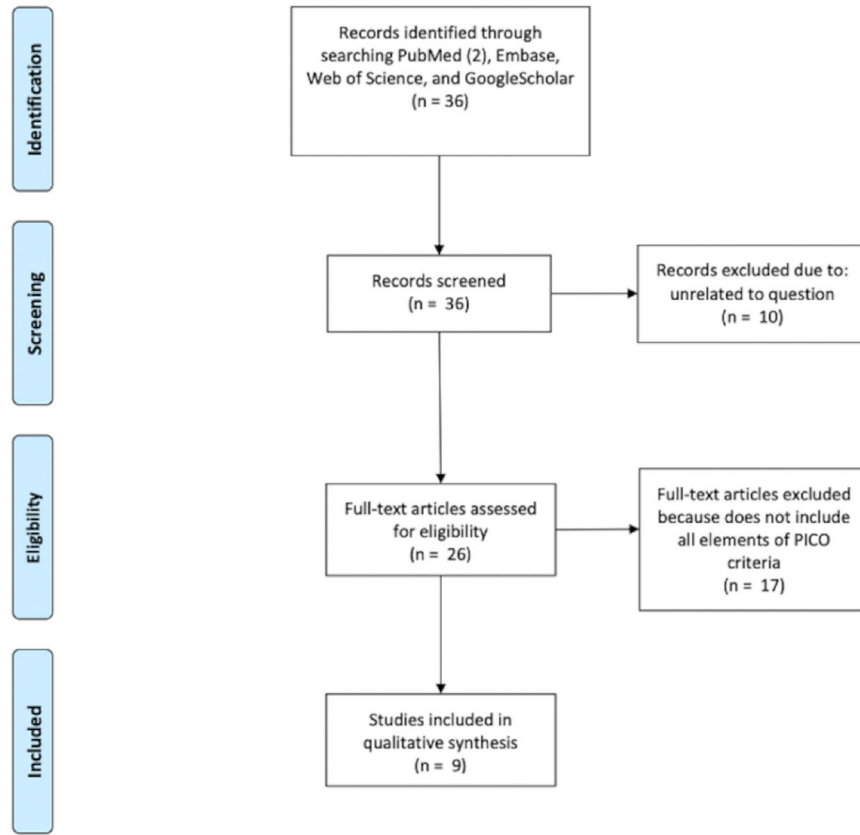 Identification
Records identified through
searching PubMed (2), Embase,
Web of Science, and GoogleScholar
(n = 36)
Screening
Records screened
(n = 36)
Records excluded due to:
unrelated to question
(n = 10)
Eligibility
Full-text articles assessed
for eligibility
(n = 26)
Full-text articles excluded
because does not include
all elements of PICO
criteria
(n = 17)
Included
Studies included in
qualitative synthesis
(n = 9)